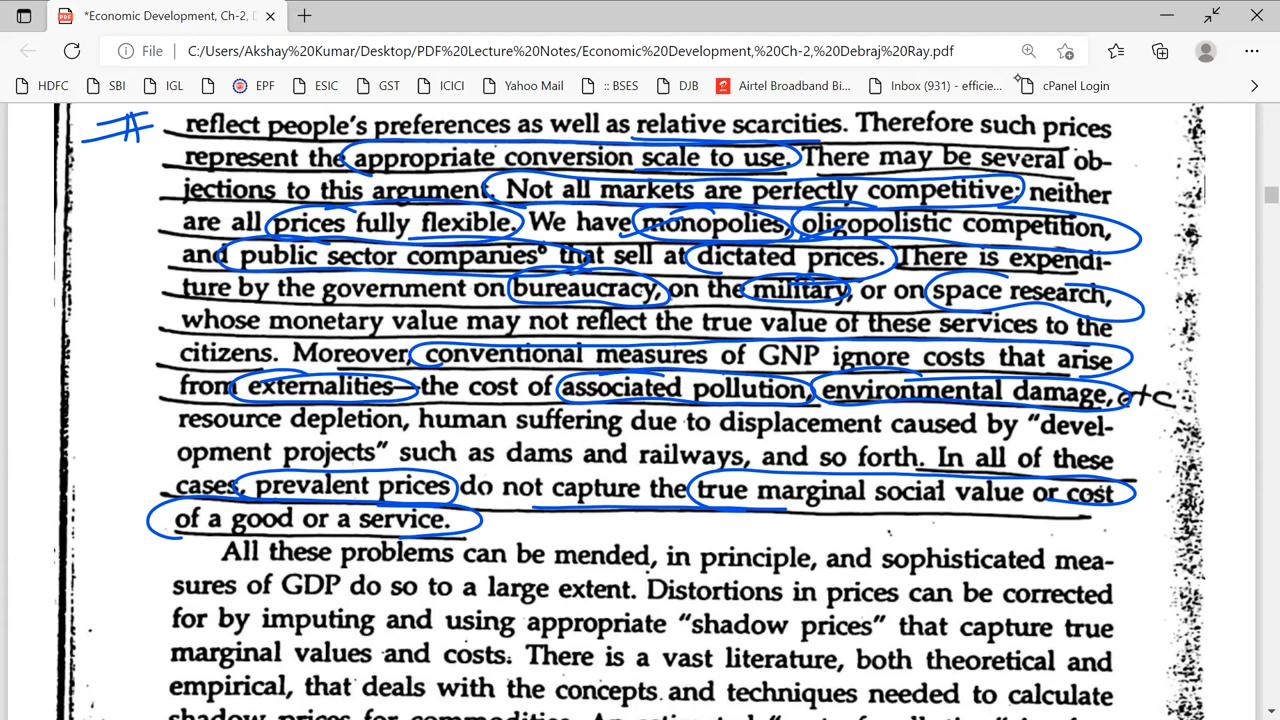 *Economic Development, Ch-2, D
File
C:/Users/Akshay%20Kumar/Desktop/PDF%20Lecture%20Notes/Economic%20Development,%20Ch-2,%20Debraj%20Ray.pdf
HDFC SBI IGL EPF ESIC GST ICICI Yahoo Mail :: BSES DJB Airtel Broadband Bi... Inbox (931) - efficie... cPanel Login
reflect people's preferences as well as relative scarcities. Therefore such prices
represent the appropriate conversion scale to use. There may be several ob-
jections to this argument. Not all markets are perfectly competitive; neither
are all prices fully flexible. We have monopolies, oligopolistic competition,
and public sector companies⁶ that sell at dictated prices. There is expendi-
ture by the government on bureaucracy, on the military, or on space research,
whose monetary value may not reflect the true value of these services to the
citizens. Moreover, conventional measures of GNP ignore costs that arise
from externalities—the cost of associated pollution, environmental damage, etc
resource depletion, human suffering due to displacement caused by "devel-
opment projects" such as dams and railways, and so forth. In all of these
cases, prevalent prices do not capture the true marginal social value or cost
of a good or a service.
All these problems can be mended, in principle, and sophisticated mea-
sures of GDP do so to a large extent. Distortions in prices can be corrected
for by imputing and using appropriate "shadow prices" that capture true
marginal values and costs. There is a vast literature, both theoretical and
empirical, that deals with the concepts and techniques needed to calculate
shadow prices for commodities. An estimated